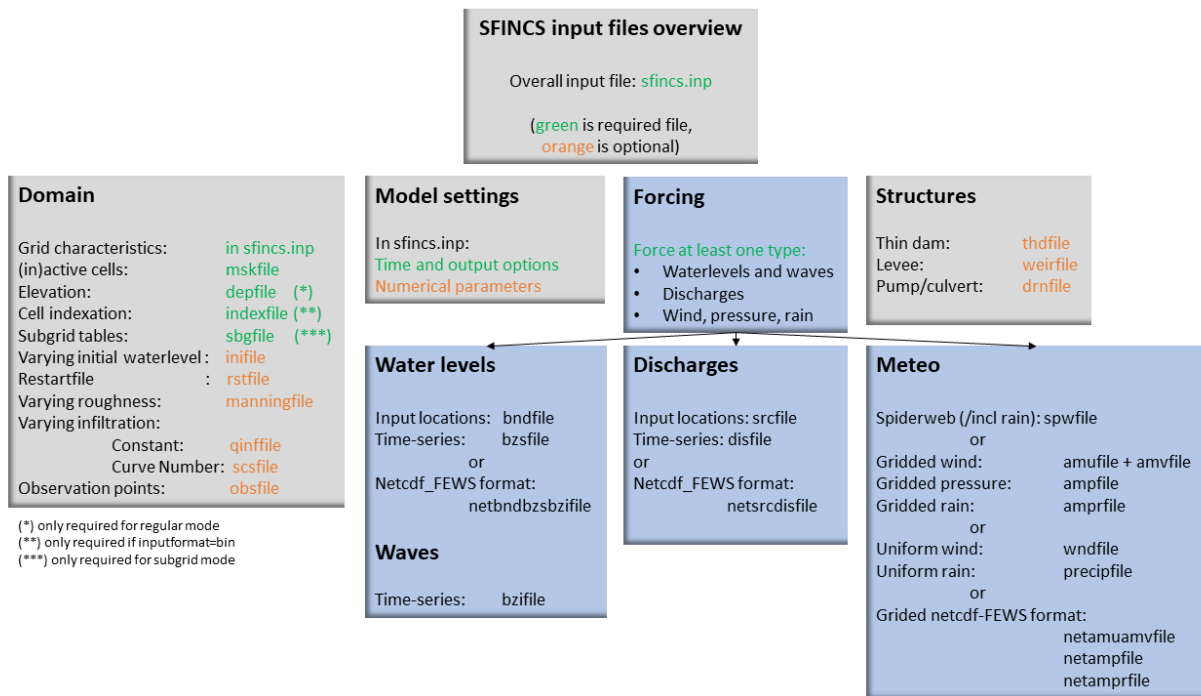 SFINCS input files overview
Overall input file: sfincs.inp
(green is required file,
orange is optional)
Domain
Grid characteristics: in sfincs.inp
(in)active cells: mskfile
Elevation: depfile (*)
Cell indexation: indexfile (**)
Subgrid tables: sbgfile (***)
Varying initial waterlevel : inifile
Restartfile : rstfile
Varying roughness: manningfile
Varying infiltration:
Constant: qinffile
Curve Number: scsfile
Observation points: obsfile
(*) only required for regular mode
(**) only required if inputformat=bin
(***) only required for subgrid mode
Model settings
In sfincs.inp:
Time and output options
Numerical parameters
Forcing
Force at least one type:
• Waterlevels and waves
• Discharges
• Wind, pressure, rain
Structures
Thin dam: thdfile
Levee: weirfile
Pump/culvert: drnfile
Water levels
Input locations: bndfile
Time-series: bzsfile
or
Netcdf_FEWS format:
netbndbzsbzifile
Waves
Time-series: bzifile
Discharges
Input locations: srcfile
Time-series: disfile
or
Netcdf_FEWS format:
netsrcdisfile
Meteo
Spiderweb (/incl rain): spwfile
or
Gridded wind: amufile + amvfile
Gridded pressure: ampfile
Gridded rain: amprfile
or
Uniform wind: wndfile
Uniform rain: precipfile
or
Grided netcdf-FEWS format:
netamuamvfile
netampfile
netamprfile